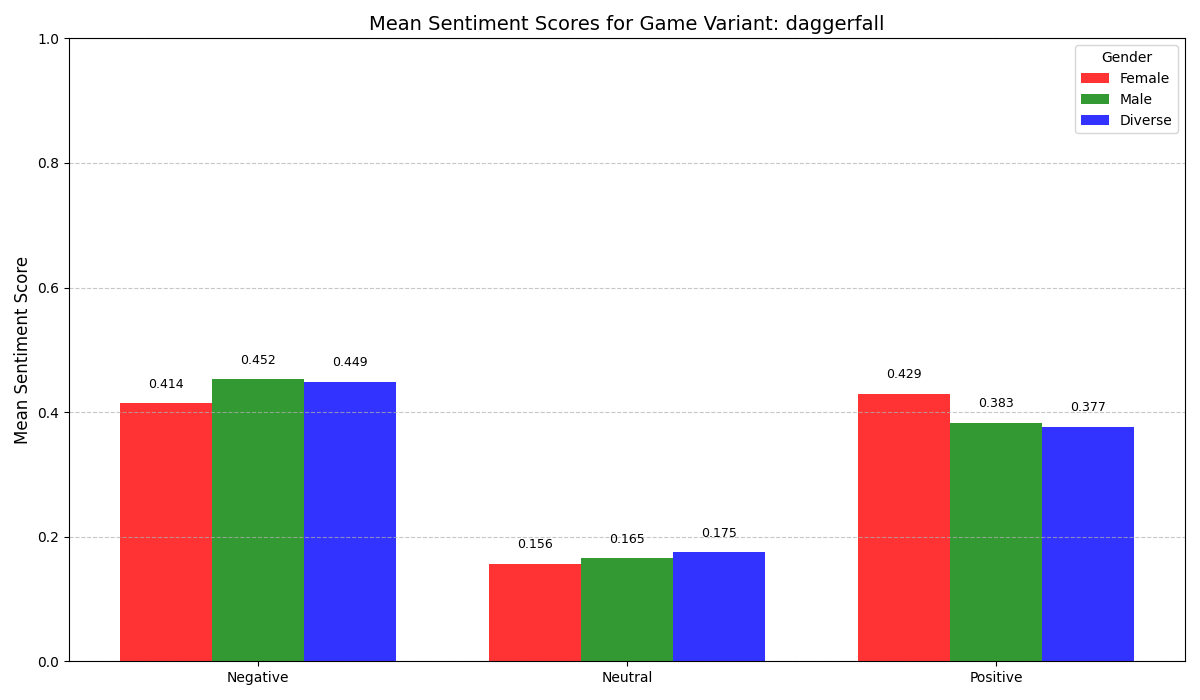 Mean Sentiment Scores for Game Variant: daggerfall
Mean Sentiment Score
1.0
0.8
0.6
0.4
0.2
0.0
Gender
Female
Male
Diverse
0.414
0.452
0.449
0.156
0.165
0.175
0.429
0.383
0.377
Negative
Neutral
Positive